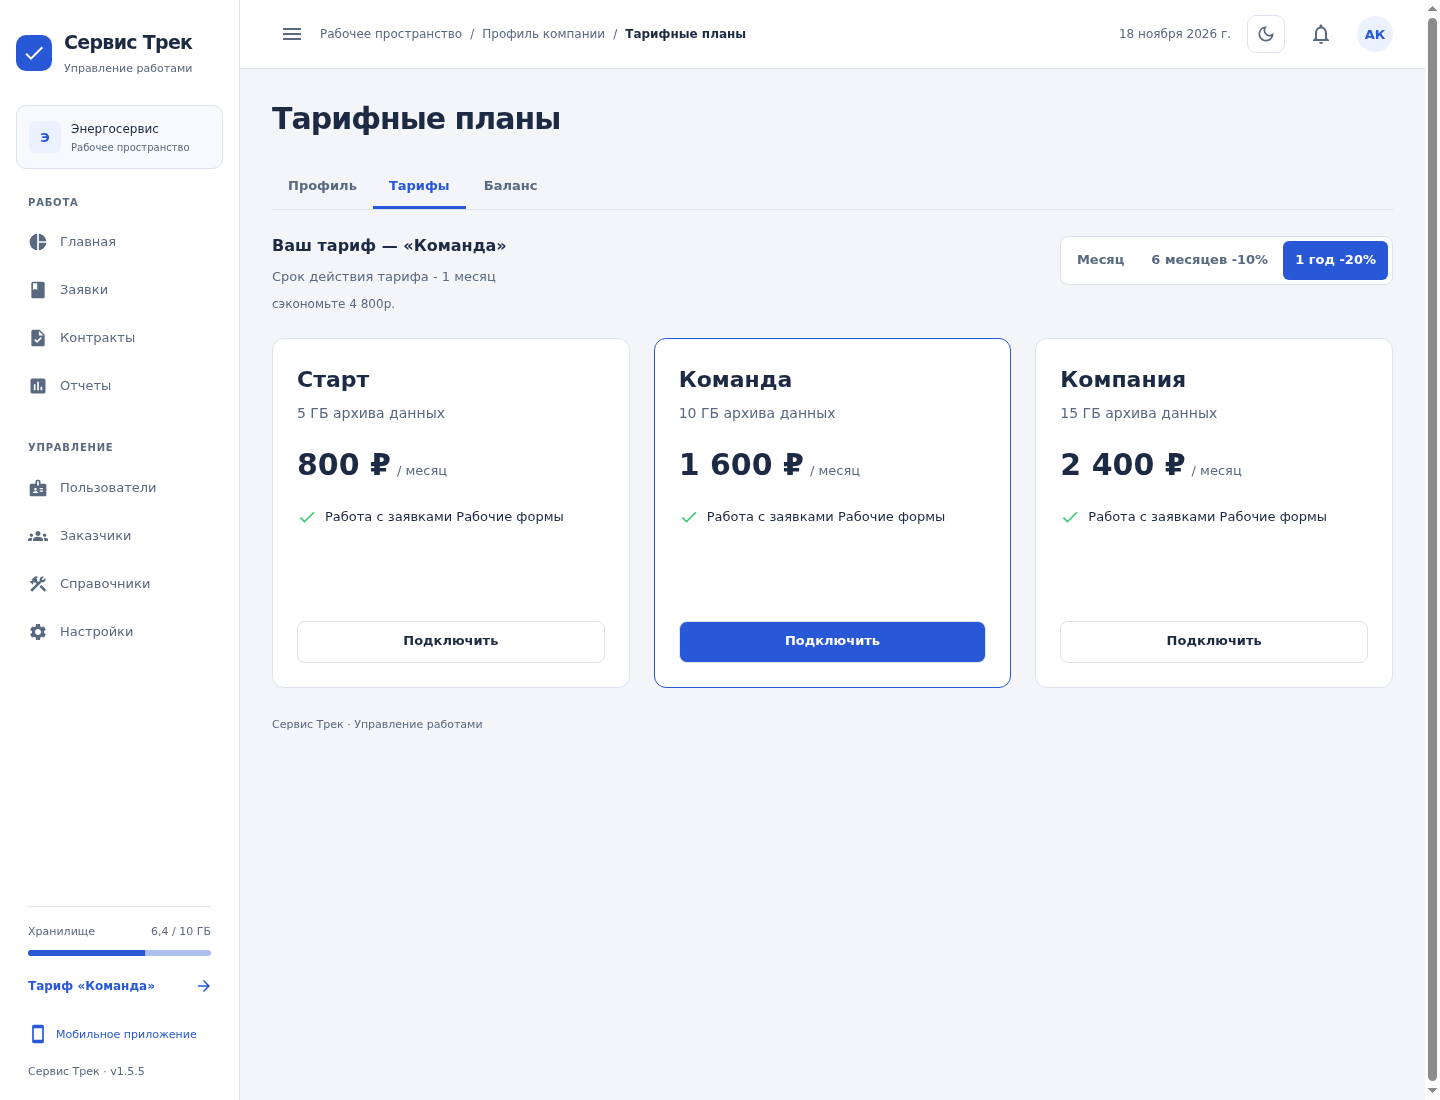 Сервис Трек
Управление работами
Э
Энергосервис
Рабочее пространство
РАБОТА
Главная
Заявки
Контракты
Отчеты
УПРАВЛЕНИЕ
Пользователи
Заказчики
Справочники
Настройки
Хранилище 6,4 / 10 ГБ
Тариф «Команда»
Мобильное приложение
Сервис Трек · v1.5.5
Рабочее пространство / Профиль компании / Тарифные планы
18 ноября 2026 г.
АК
Тарифные планы
Профиль Тарифы Баланс
Ваш тариф — «Команда»
Срок действия тарифа - 1 месяц
сэкономьте 4 800р.
Месяц 6 месяцев -10% 1 год -20%
Старт
5 ГБ архива данных
800 ₽ / месяц
Работа с заявками Рабочие формы
Подключить
Команда
10 ГБ архива данных
1 600 ₽ / месяц
Работа с заявками Рабочие формы
Подключить
Компания
15 ГБ архива данных
2 400 ₽ / месяц
Работа с заявками Рабочие формы
Подключить
Сервис Трек · Управление работами